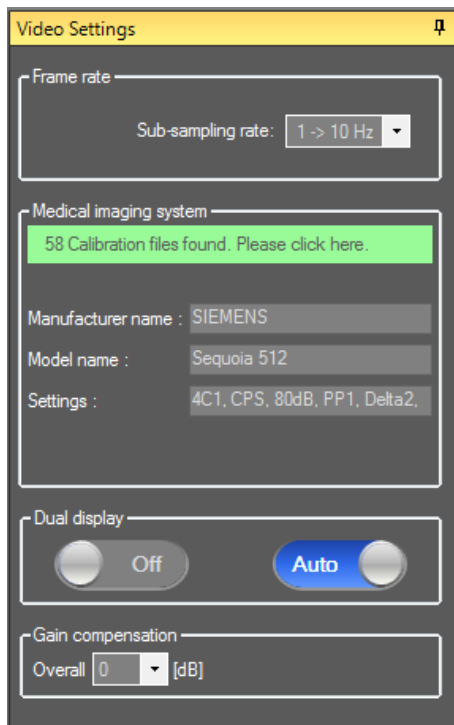 Video Settings
Frame rate
Sub-sampling rate: 1 -> 10 Hz
Medical imaging system
58 Calibration files found. Please click here.
Manufacturer name : SIEMENS
Model name : Sequoia 512
Settings : 4C1, CPS, 80dB, PP1, Delta2,
Dual display
Off Auto
Gain compensation
Overall 0 [dB]